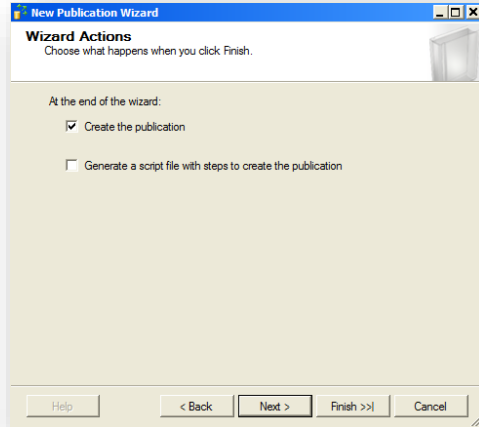 New Publication Wizard
Wizard Actions
Choose what happens when you click Finish.
At the end of the wizard:
Create the publication
Generate a script file with steps to create the publication
Help
< Back
Next >
Finish >>|
Cancel